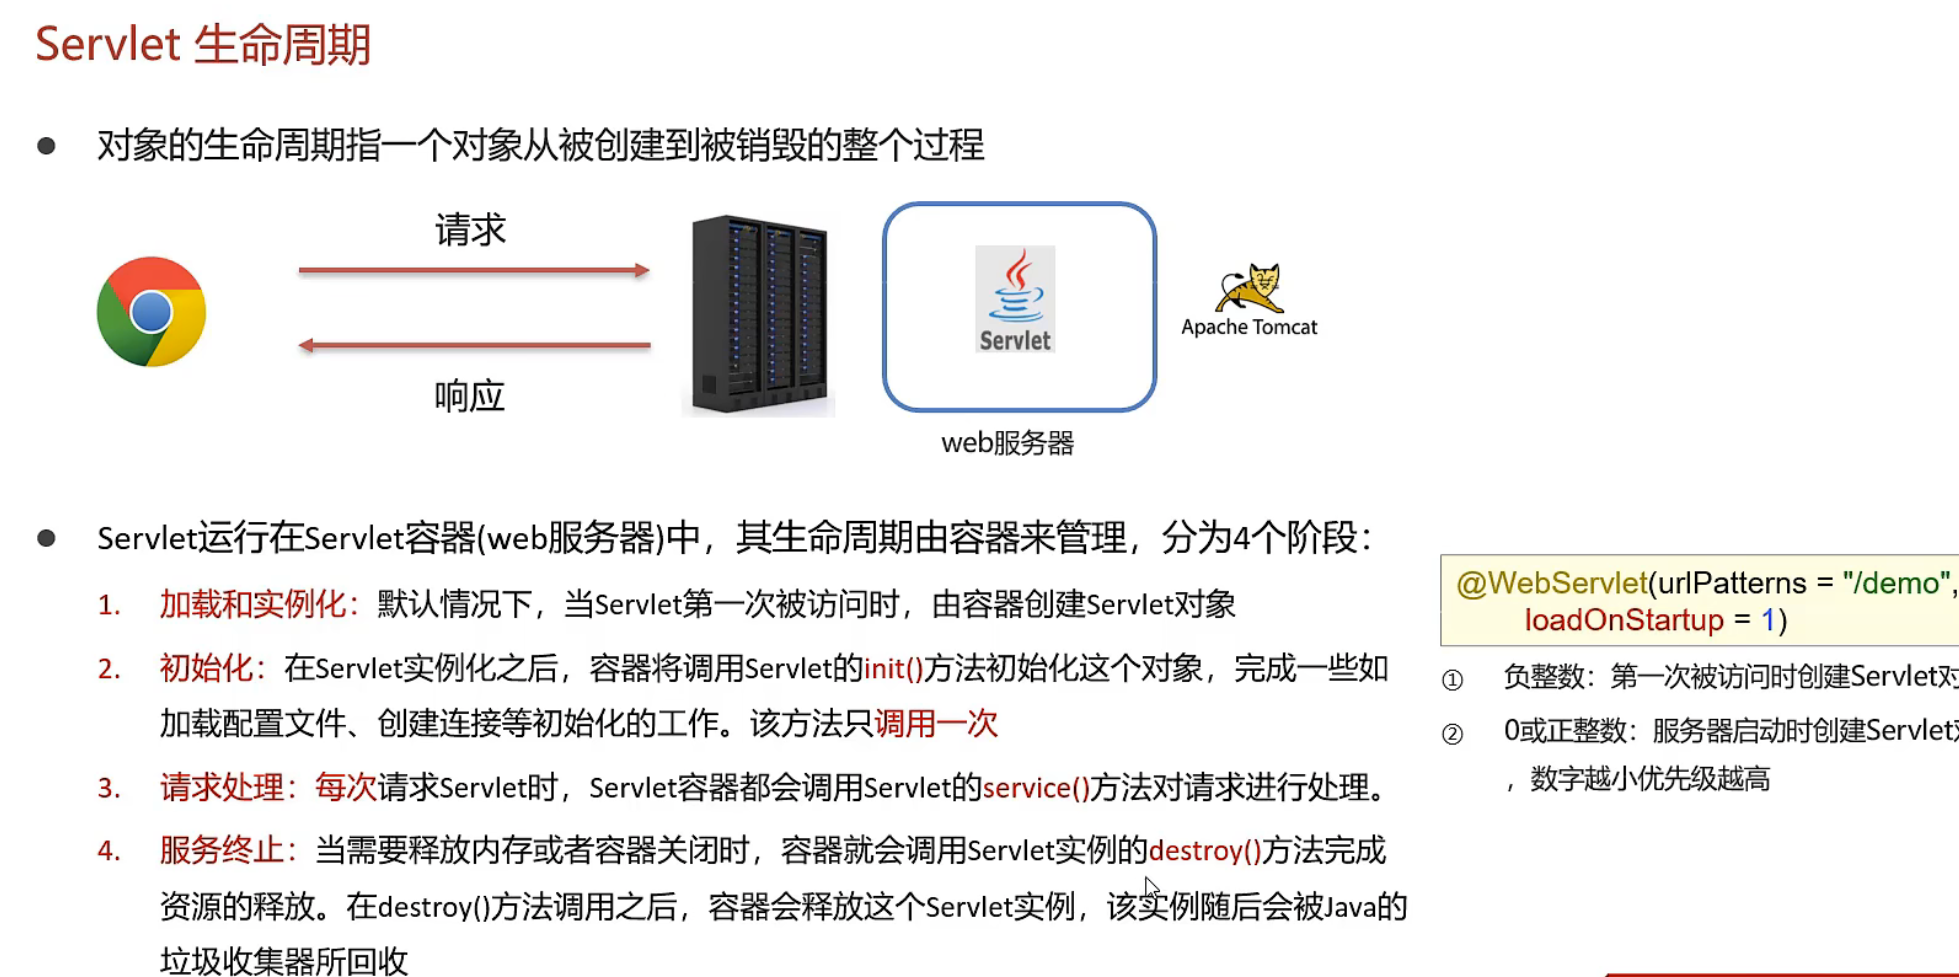 Servlet 生命周期
对象的生命周期指一个对象从被创建到被销毁的整个过程
请求
响应
Servlet
Apache Tomcat
web服务器
Servlet运行在Servlet容器(web服务器)中，其生命周期由容器来管理，分为4个阶段：
1. 加载和实例化：默认情况下，当Servlet第一次被访问时，由容器创建Servlet对象
2. 初始化：在Servlet实例化之后，容器将调用Servlet的init()方法初始化这个对象，完成一些如
加载配置文件、创建连接等初始化的工作。该方法只调用一次
3. 请求处理：每次请求Servlet时，Servlet容器都会调用Servlet的service()方法对请求进行处理。
4. 服务终止：当需要释放内存或者容器关闭时，容器就会调用Servlet实例的destroy()方法完成
资源的释放。在destroy()方法调用之后，容器会释放这个Servlet实例，该实例随后会被Java的
垃圾收集器所回收
@WebServlet(urlPatterns = "/demo",
loadOnStartup = 1)
① 负整数：第一次被访问时创建Servlet对
② 0或正整数：服务器启动时创建Servlet
，数字越小优先级越高